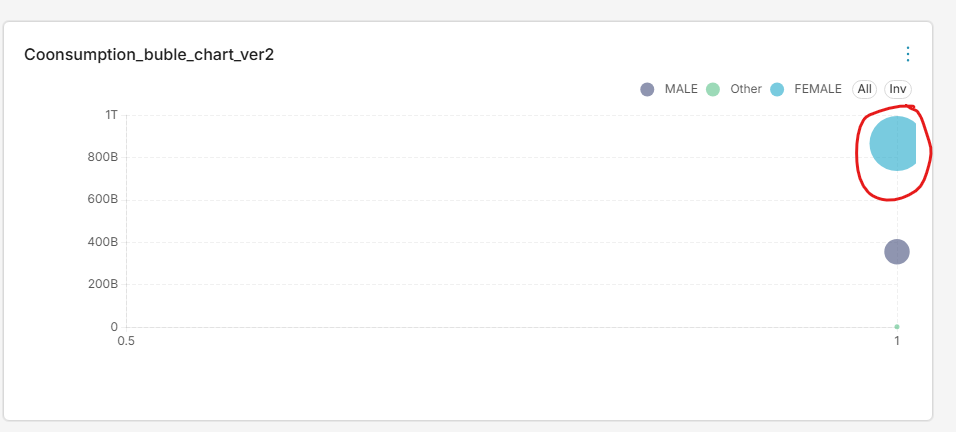 Coonsumption_buble_chart_ver2
MALE Other FEMALE All Inv
1T
800B
600B
400B
200B
0
0.5 1